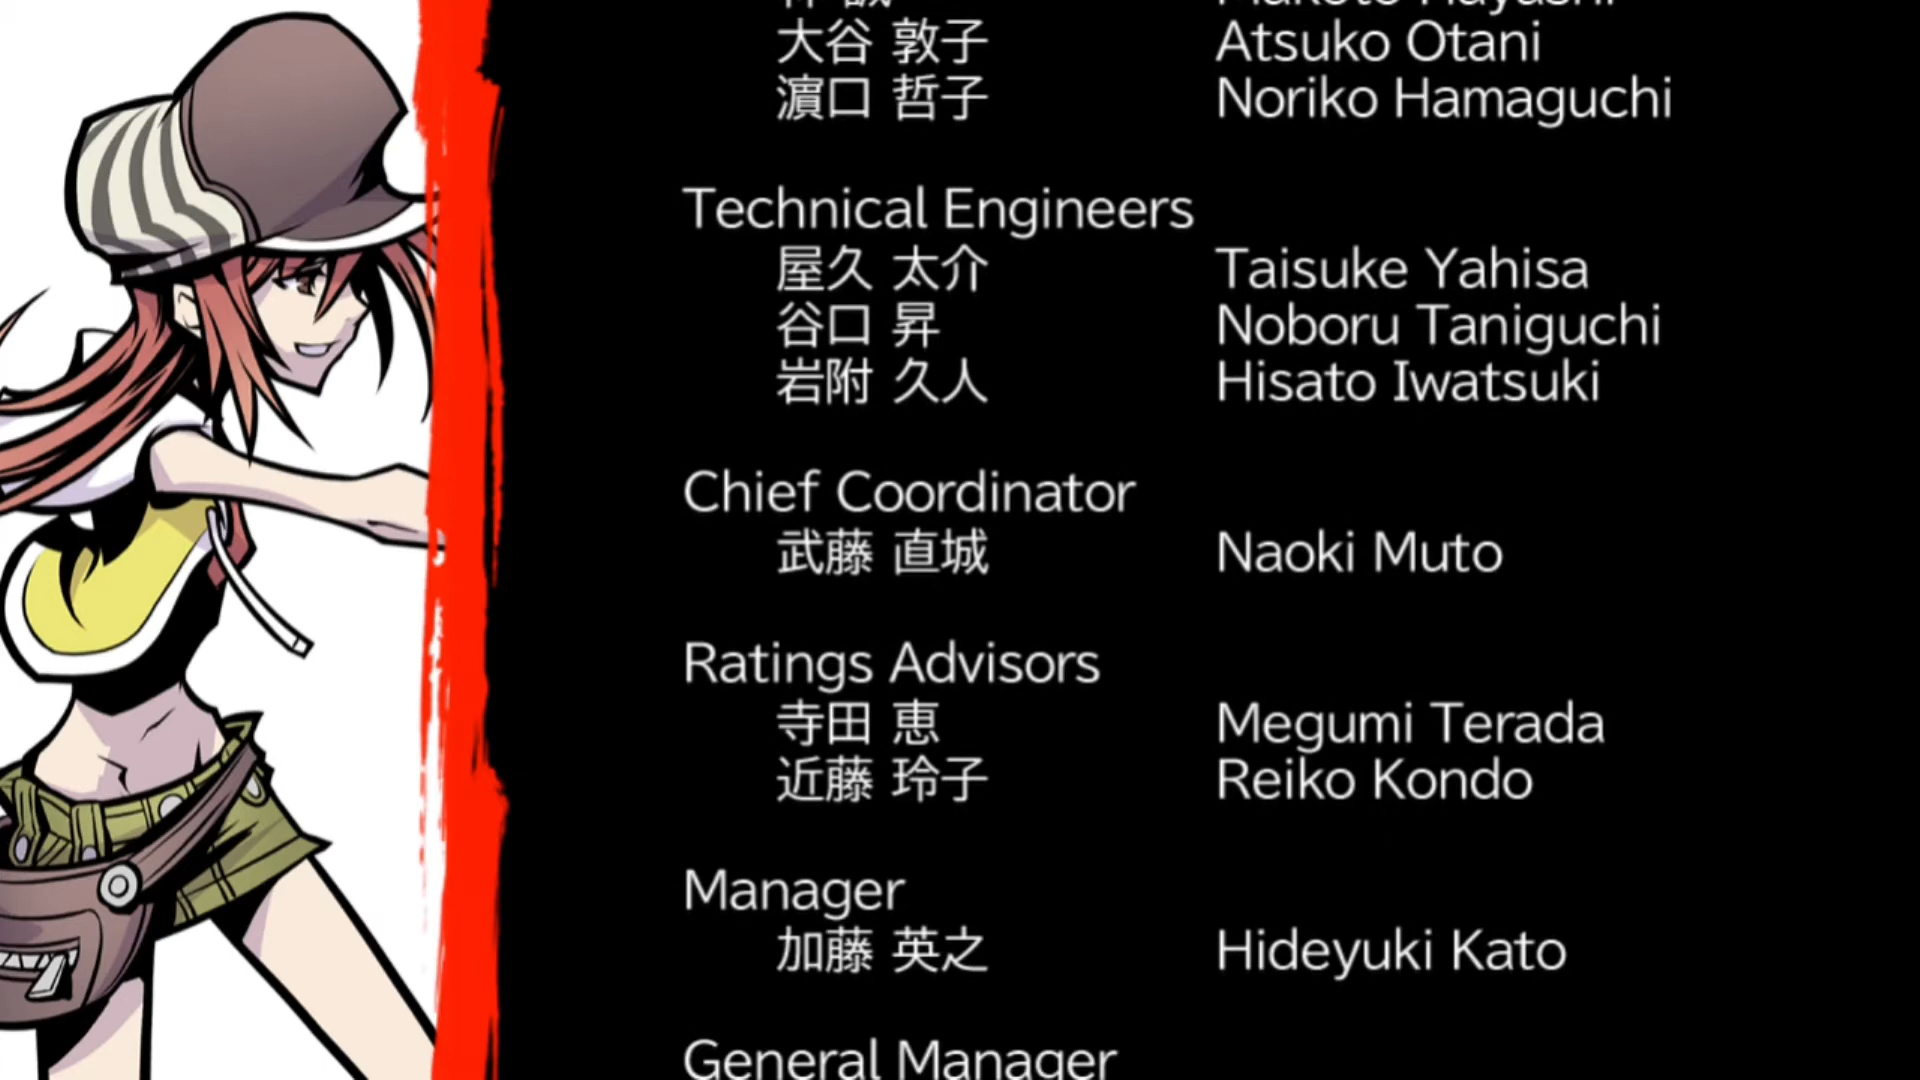 大谷 敦子 Atsuko Otani
濵口 哲子 Noriko Hamaguchi
Technical Engineers
屋久 太介 Taisuke Yahisa
谷口 昇 Noboru Taniguchi
岩附 久人 Hisato Iwatsuki
Chief Coordinator
武藤 直城 Naoki Muto
Ratings Advisors
寺田 恵 Megumi Terada
近藤 玲子 Reiko Kondo
Manager
加藤 英之 Hideyuki Kato
General Manager